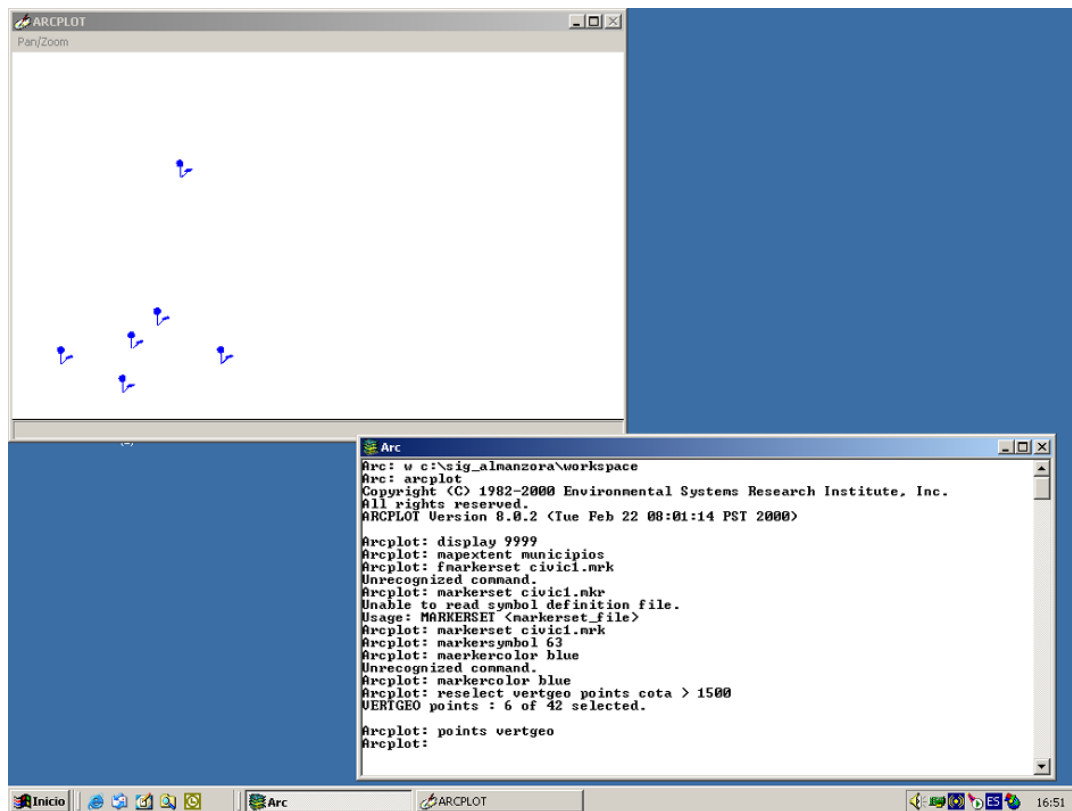 ARCPLOT
Pan/Zoom
Arc
Arc: w c:\sig_almanzora\workspace
Arc: arcplot
Copyright (C) 1982-2000 Environmental Systems Research Institute, Inc.
All rights reserved.
ARCPLOT Version 8.0.2 (Tue Feb 22 08:01:14 PST 2000)
Arcplot: display 9999
Arcplot: mapextent municipios
Arcplot: fmarkerset civic1.mrk
Unrecognized command.
Arcplot: markerset civic1.mkr
Unable to read symbol definition file.
Usage: MARKERSET <markerset_file>
Arcplot: markerset civic1.mrk
Arcplot: markersymbol 63
Arcplot: maerkercolor blue
Unrecognized command.
Arcplot: markercolor blue
Arcplot: reselect vertgeo points cota > 1500
VERTGEO points : 6 of 42 selected.
Arcplot: points vertgeo
Arcplot:
Inicio
Arc
ARCPLOT
ES
16:51